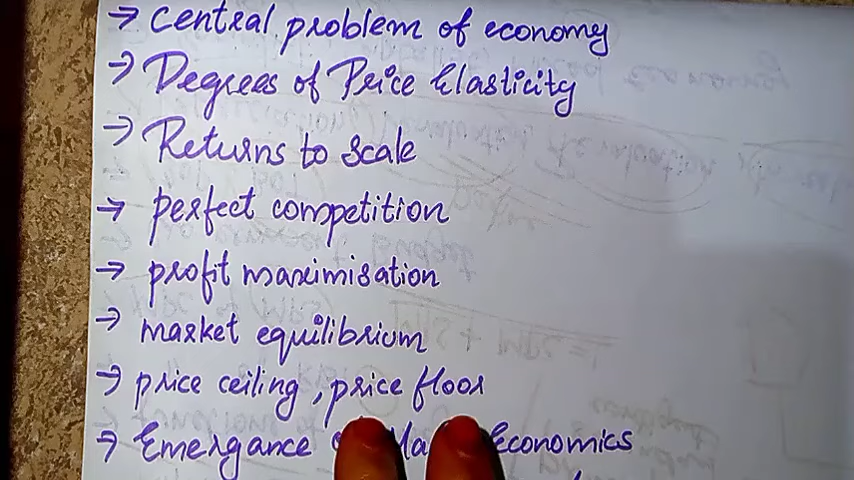 → Central problem of economy
→ Degrees of Price Elasticity
→ Returns to scale
→ perfect competition
→ profit maximisation
→ market equilibrium
→ price ceiling, price floor
→ Emergance Economics